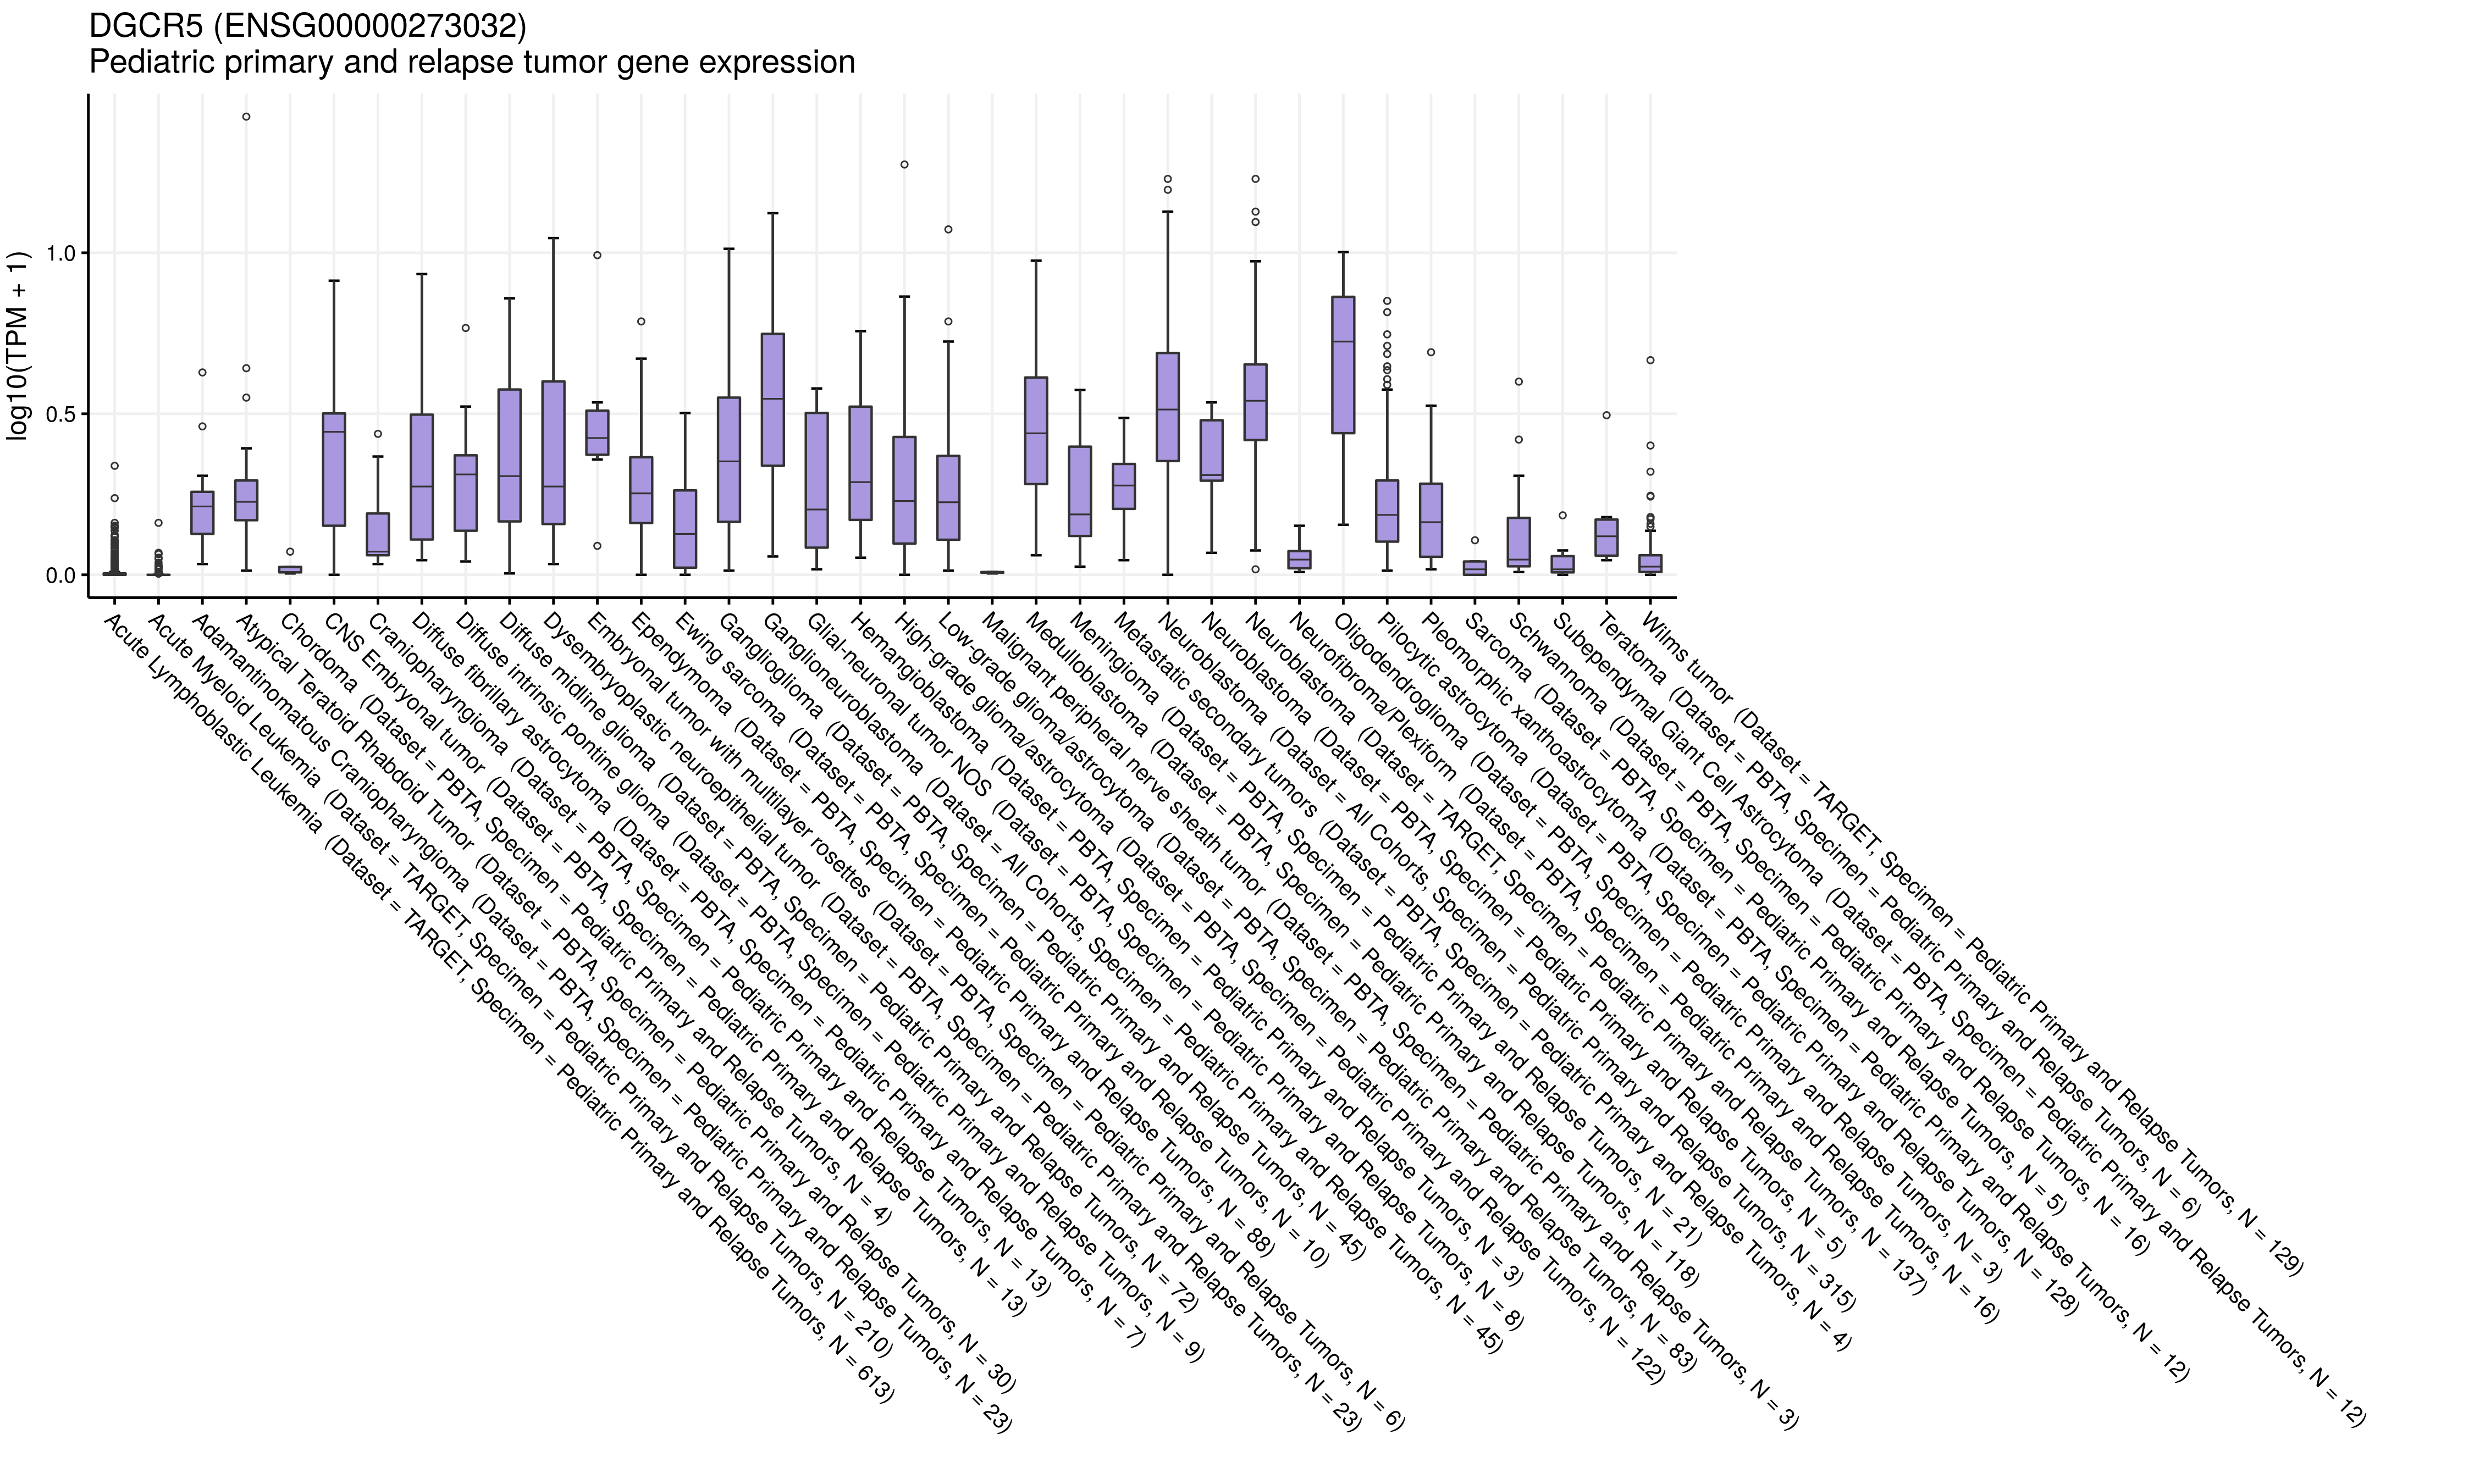 DGCR5 (ENSG00000273032)
Pediatric primary and relapse tumor gene expression
log10(TPM + 1)
1.0
0.5
0.0
Acute Lymphoblastic Leukemia (Dataset = TARGET, Specimen = Pediatric Primary and Relapse Tumors, N = 613)
Acute Myeloid Leukemia (Dataset = TARGET, Specimen = Pediatric Primary and Relapse Tumors, N = 210)
Adamantinomatous Craniopharyngioma (Dataset = PBTA, Specimen = Pediatric Primary and Relapse Tumors, N = 23)
Atypical Teratoid Rhabdoid Tumor (Dataset = PBTA, Specimen = Pediatric Primary and Relapse Tumors, N = 30)
Chordoma (Dataset = PBTA, Specimen = Pediatric Primary and Relapse Tumors, N = 4)
CNS Embryonal tumor (Dataset = PBTA, Specimen = Pediatric Primary and Relapse Tumors, N = 13)
Craniopharyngioma (Dataset = PBTA, Specimen = Pediatric Primary and Relapse Tumors, N = 13)
Diffuse fibrillary astrocytoma (Dataset = PBTA, Specimen = Pediatric Primary and Relapse Tumors, N = 7)
Diffuse intrinsic pontine glioma (Dataset = PBTA, Specimen = Pediatric Primary and Relapse Tumors, N = 9)
Diffuse midline glioma (Dataset = PBTA, Specimen = Pediatric Primary and Relapse Tumors, N = 72)
Dysembryoplastic neuroepithelial tumor (Dataset = PBTA, Specimen = Pediatric Primary and Relapse Tumors, N = 23)
Embryonal tumor with multilayer rosettes (Dataset = PBTA, Specimen = Pediatric Primary and Relapse Tumors, N = 6)
Ependymoma (Dataset = PBTA, Specimen = Pediatric Primary and Relapse Tumors, N = 88)
Ewing sarcoma (Dataset = PBTA, Specimen = Pediatric Primary and Relapse Tumors, N = 10)
Ganglioglioma (Dataset = PBTA, Specimen = Pediatric Primary and Relapse Tumors, N = 45)
Ganglioneuroblastoma (Dataset = All Cohorts, Specimen = Pediatric Primary and Relapse Tumors, N = 45)
Glial-neuronal tumor NOS (Dataset = PBTA, Specimen = Pediatric Primary and Relapse Tumors, N = 8)
Hemangioblastoma (Dataset = PBTA, Specimen = Pediatric Primary and Relapse Tumors, N = 3)
High-grade glioma/astrocytoma (Dataset = PBTA, Specimen = Pediatric Primary and Relapse Tumors, N = 122)
Low-grade glioma/astrocytoma (Dataset = PBTA, Specimen = Pediatric Primary and Relapse Tumors, N = 83)
Malignant peripheral nerve sheath tumor (Dataset = PBTA, Specimen = Pediatric Primary and Relapse Tumors, N = 3)
Medulloblastoma (Dataset = PBTA, Specimen = Pediatric Primary and Relapse Tumors, N = 118)
Meningioma (Dataset = PBTA, Specimen = Pediatric Primary and Relapse Tumors, N = 21)
Metastatic secondary tumors (Dataset = PBTA, Specimen = Pediatric Primary and Relapse Tumors, N = 4)
Neuroblastoma (Dataset = All Cohorts, Specimen = Pediatric Primary and Relapse Tumors, N = 315)
Neuroblastoma (Dataset = PBTA, Specimen = Pediatric Primary and Relapse Tumors, N = 5)
Neuroblastoma (Dataset = TARGET, Specimen = Pediatric Primary and Relapse Tumors, N = 137)
Neurofibroma/Plexiform (Dataset = PBTA, Specimen = Pediatric Primary and Relapse Tumors, N = 16)
Oligodendroglioma (Dataset = PBTA, Specimen = Pediatric Primary and Relapse Tumors, N = 3)
Pilocytic astrocytoma (Dataset = PBTA, Specimen = Pediatric Primary and Relapse Tumors, N = 128)
Pleomorphic xanthoastrocytoma (Dataset = PBTA, Specimen = Pediatric Primary and Relapse Tumors, N = 12)
Sarcoma (Dataset = PBTA, Specimen = Pediatric Primary and Relapse Tumors, N = 5)
Schwannoma (Dataset = PBTA, Specimen = Pediatric Primary and Relapse Tumors, N = 16)
Subependymal Giant Cell Astrocytoma (Dataset = PBTA, Specimen = Pediatric Primary and Relapse Tumors, N = 12)
Teratoma (Dataset = PBTA, Specimen = Pediatric Primary and Relapse Tumors, N = 6)
Wilms tumor (Dataset = TARGET, Specimen = Pediatric Primary and Relapse Tumors, N = 129)